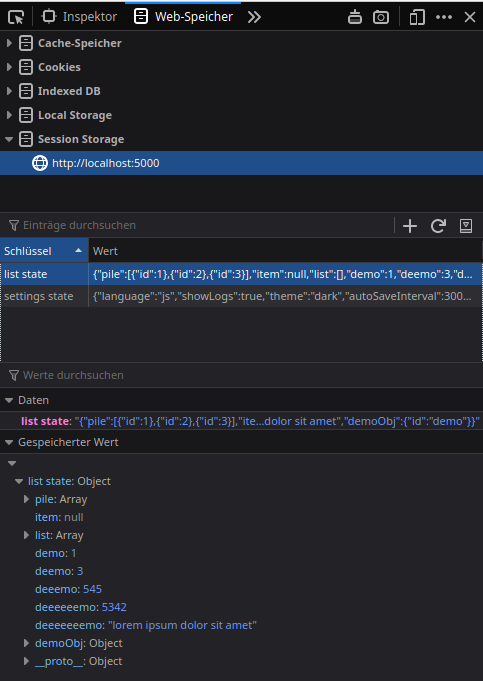 Inspektor Web-Speicher
Cache-Speicher
Cookies
Indexed DB
Local Storage
Session Storage
http://localhost:5000
Einträge durchsuchen
Schlüssel Wert
list state {"pile":[{"id":1},{"id":2},{"id":3}],"item":null,"list":[],"demo":1,"deemo":3,"d...
settings state {"language":"js","showLogs":true,"theme":"dark","autoSaveInterval":300...
Werte durchsuchen
Daten
list state: "{"pile":[{"id":1},{"id":2},{"id":3}],"ite...dolor sit amet","demoObj":{"id":"demo"}}"
Gespeicherter Wert
list state: Object
pile: Array
item: null
list: Array
demo: 1
deemo: 3
deeemo: 545
deeeeemo: 5342
deeeeeemo: "lorem ipsum dolor sit amet"
demoObj: Object
__proto__: Object